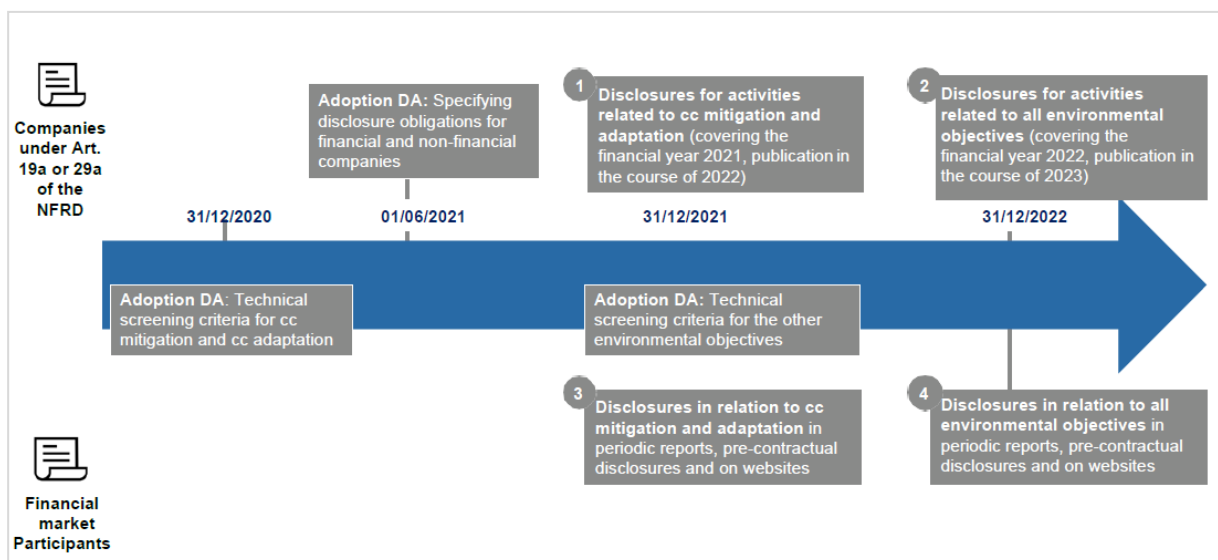 Companies
under Art.
19a or 29a
of the
NFRD
Adoption DA: Specifying
disclosure obligations for
financial and non-financial
companies
1
Disclosures for activities
related to cc mitigation and
adaptation (covering the
financial year 2021, publication in
the course of 2022)
2
Disclosures for activities
related to all environmental
objectives (covering the
financial year 2022, publication in
the course of 2023)
31/12/2020
01/06/2021
31/12/2021
31/12/2022
Adoption DA: Technical
screening criteria for cc
mitigation and cc adaptation
Adoption DA: Technical
screening criteria for the other
environmental objectives
3
Disclosures in relation to cc
mitigation and adaptation in
periodic reports, pre-contractual
disclosures and on websites
4
Disclosures in relation to all
environmental objectives in
periodic reports, pre-contractual
disclosures and on websites
Financial
market
Participants